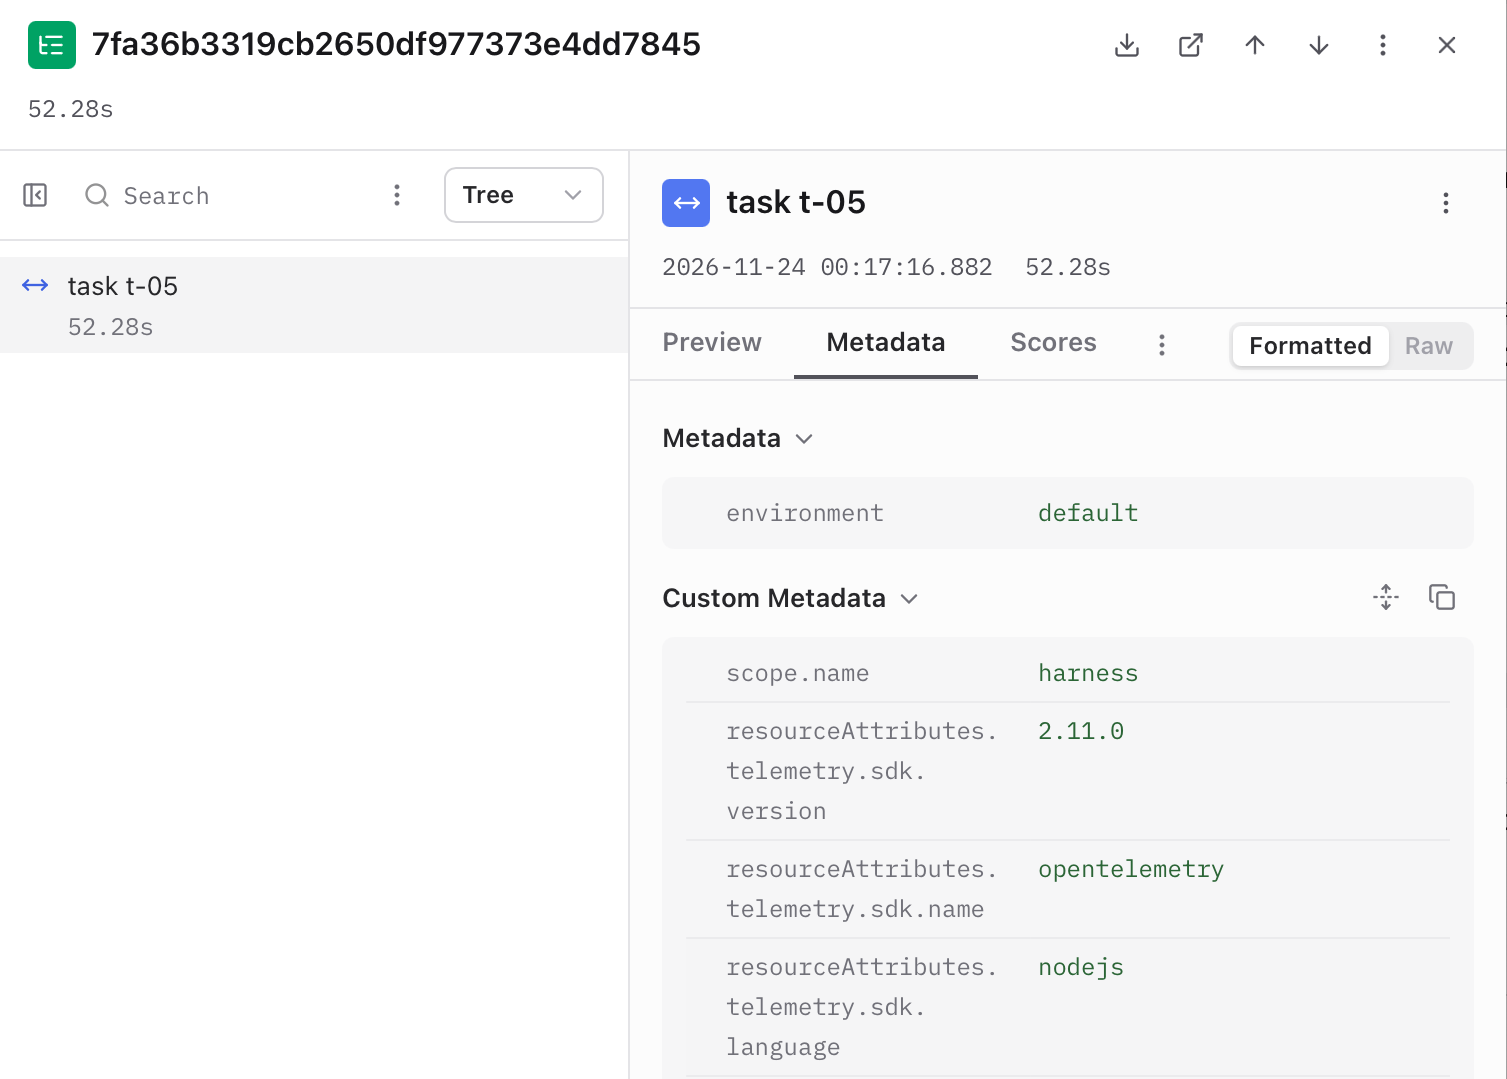 7fa36b3319cb2650df977373e4dd7845
52.28s
Search
Tree
task t-05
52.28s
task t-05
2026-11-24 00:17:16.882 52.28s
Preview Metadata Scores Formatted Raw
Metadata
environment default
Custom Metadata
scope.name harness
resourceAttributes. 2.11.0
telemetry.sdk.
version
resourceAttributes. opentelemetry
telemetry.sdk.name
resourceAttributes. nodejs
telemetry.sdk.
language